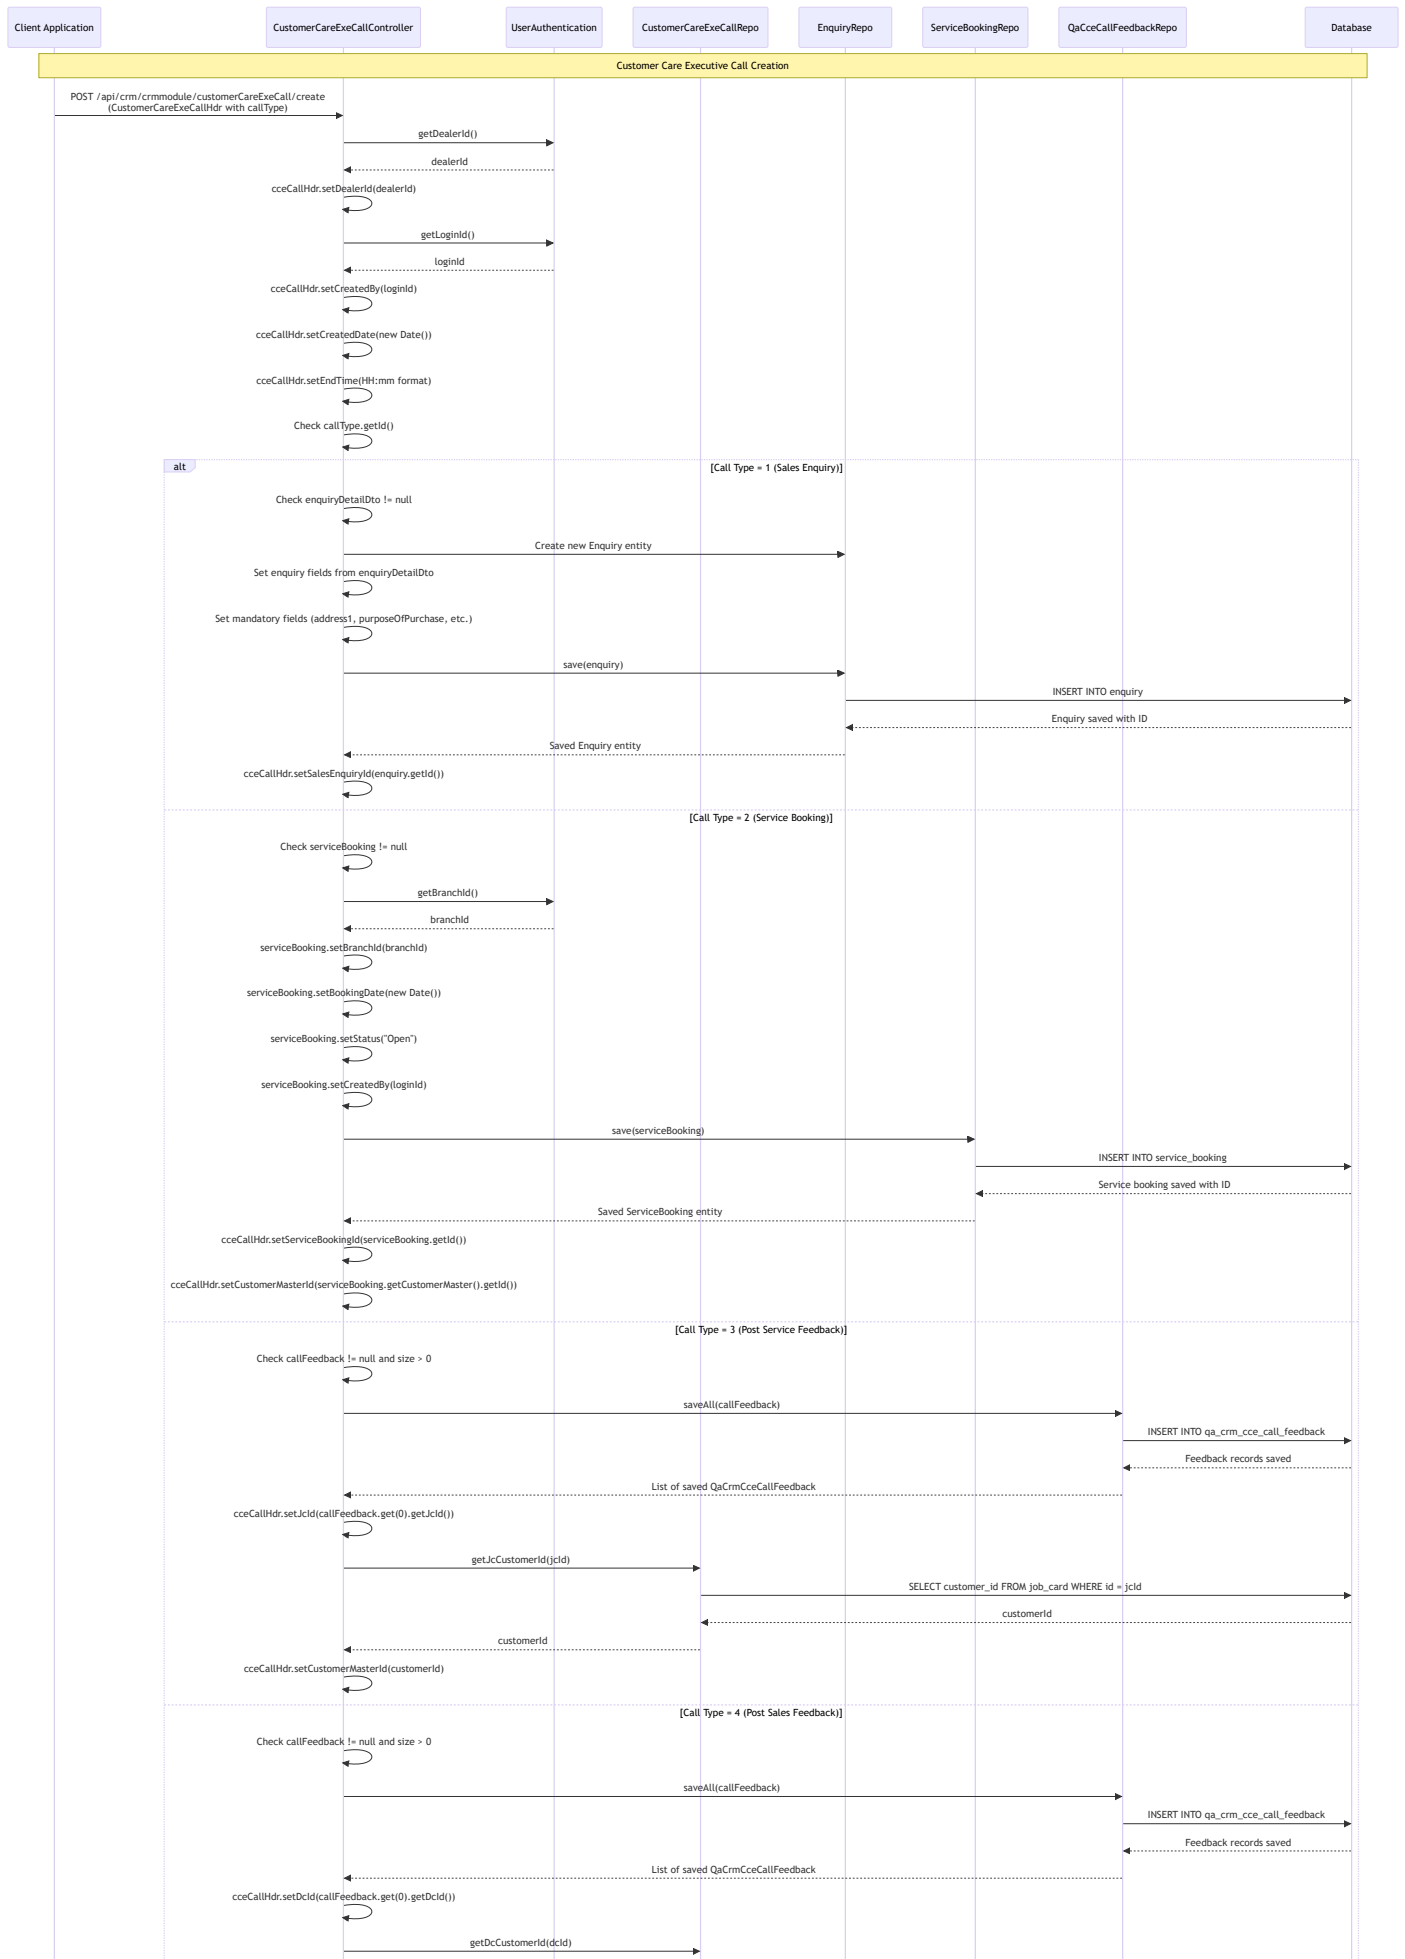 Client Application
CustomerCareExeCallController
UserAuthentication
CustomerCareExeCallRepo
EnquiryRepo
ServiceBookingRepo
QaCceCallFeedbackRepo
Database
Customer Care Executive Call Creation
POST /api/crm/crmmodule/customerCareExeCall/create
(CustomerCareExeCallHdr with callType)
getDealerId()
dealerId
cceCallHdr.setDealerId(dealerId)
getLoginId()
loginId
cceCallHdr.setCreatedBy(loginId)
cceCallHdr.setCreatedDate(new Date())
cceCallHdr.setEndTime(HH:mm format)
Check callType.getId()
alt
[Call Type = 1 (Sales Enquiry)]
Check enquiryDetailDto != null
Create new Enquiry entity
Set enquiry fields from enquiryDetailDto
Set mandatory fields (address1, purposeOfPurchase, etc.)
save(enquiry)
INSERT INTO enquiry
Enquiry saved with ID
Saved Enquiry entity
cceCallHdr.setSalesEnquiryId(enquiry.getId())
[Call Type = 2 (Service Booking)]
Check serviceBooking != null
getBranchId()
branchId
serviceBooking.setBranchId(branchId)
serviceBooking.setBookingDate(new Date())
serviceBooking.setStatus("Open")
serviceBooking.setCreatedBy(loginId)
save(serviceBooking)
INSERT INTO service_booking
Service booking saved with ID
Saved ServiceBooking entity
cceCallHdr.setServiceBookingId(serviceBooking.getId())
cceCallHdr.setCustomerMasterId(serviceBooking.getCustomerMaster().getId())
[Call Type = 3 (Post Service Feedback)]
Check callFeedback != null and size > 0
saveAll(callFeedback)
INSERT INTO qa_crm_cce_call_feedback
Feedback records saved
List of saved QaCrmCceCallFeedback
cceCallHdr.setJcId(callFeedback.get(0).getJcId())
getJcCustomerId(jcId)
SELECT customer_id FROM job_card WHERE id = jcId
customerId
customerId
cceCallHdr.setCustomerMasterId(customerId)
[Call Type = 4 (Post Sales Feedback)]
Check callFeedback != null and size > 0
saveAll(callFeedback)
INSERT INTO qa_crm_cce_call_feedback
Feedback records saved
List of saved QaCrmCceCallFeedback
cceCallHdr.setDcId(callFeedback.get(0).getDcId())
getDcCustomerId(dcId)